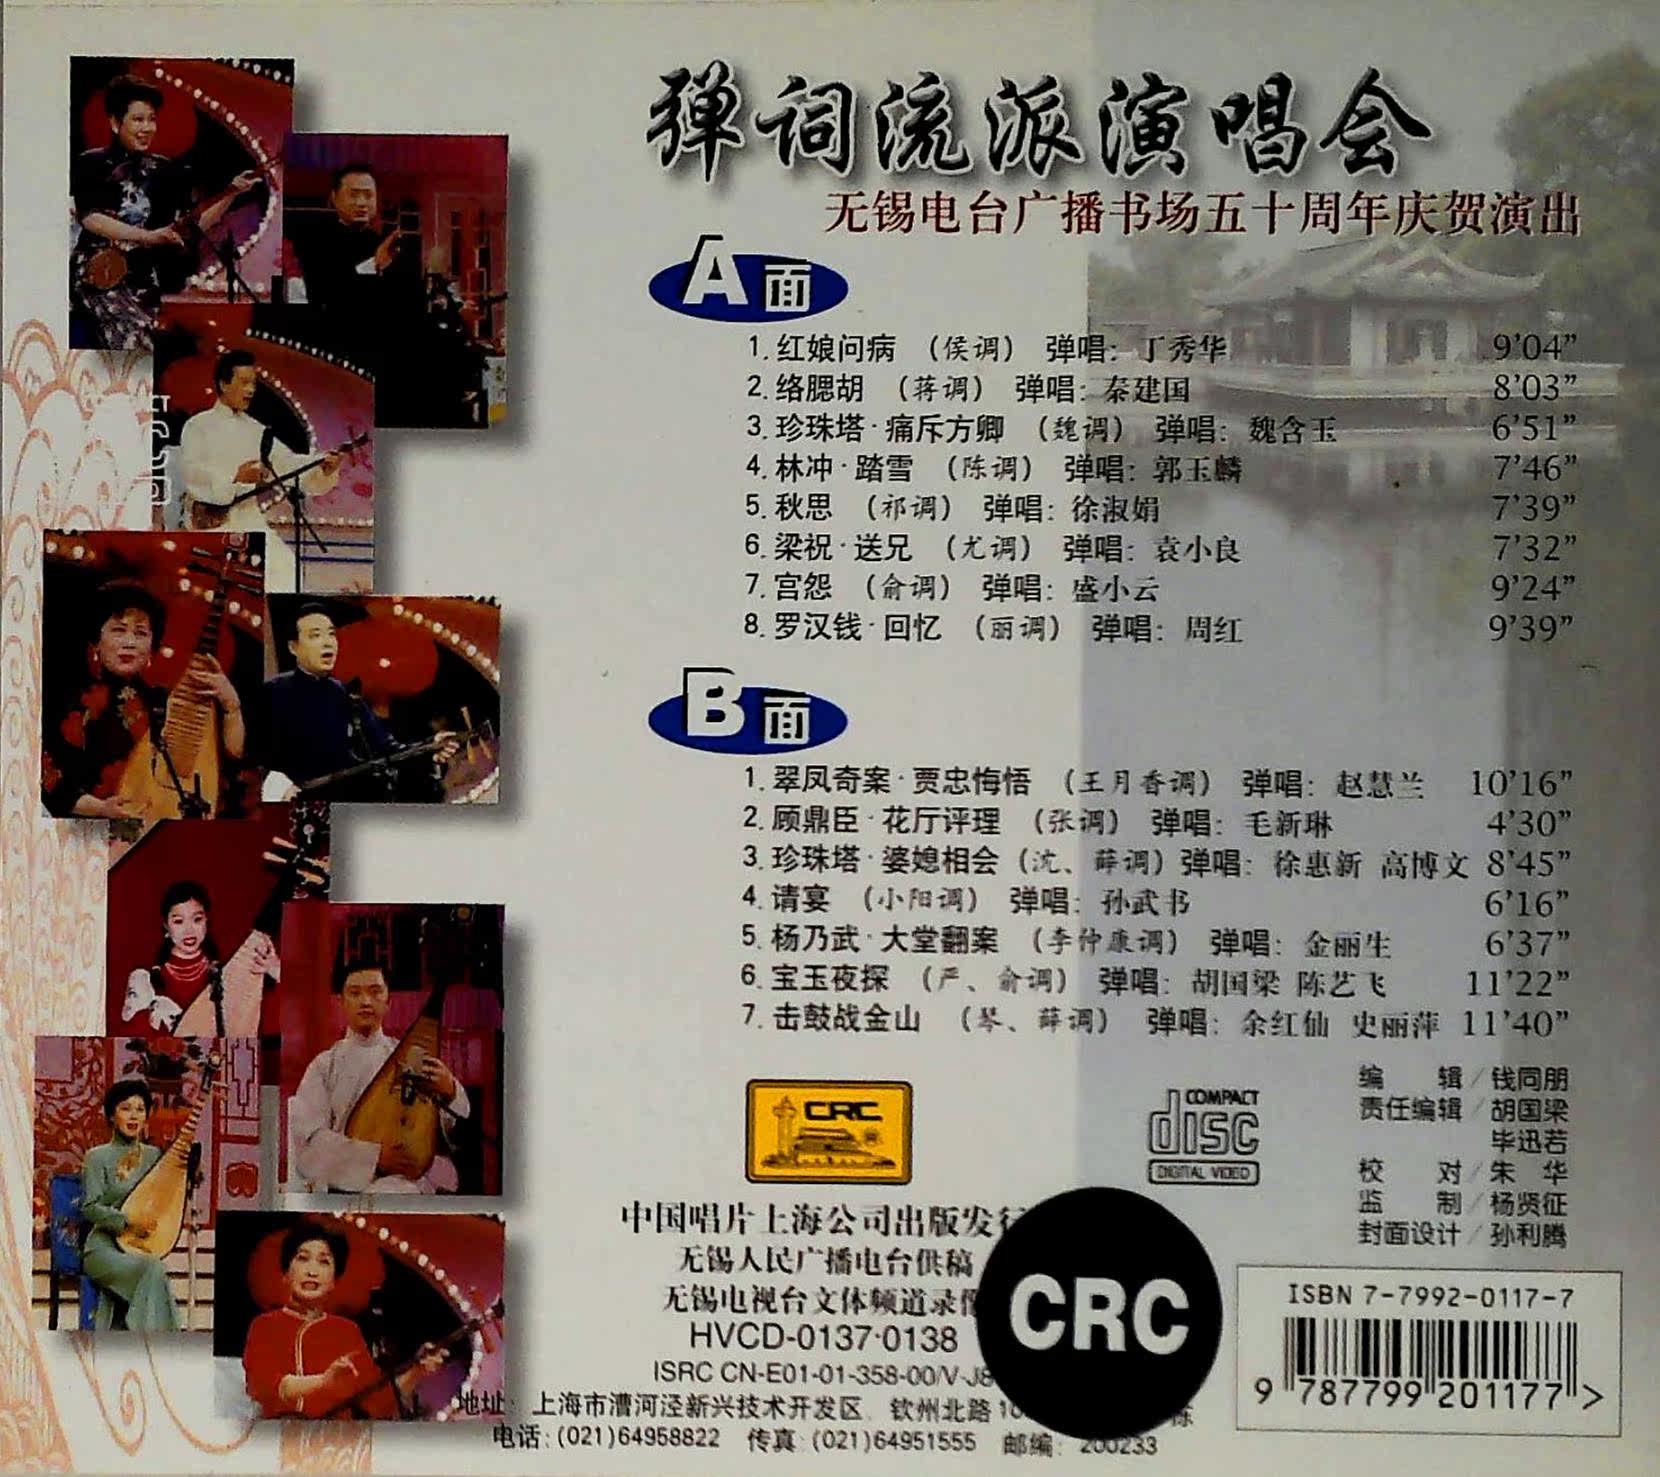 弹词流派演唱会
无锡电台广播书场五十周年庆贺演出
A面
1. 红娘问病 （侯调） 弹唱：丁秀华 9’04”
2. 络腮胡 （蒋调） 弹唱：秦建国 8’03”
3. 珍珠塔·痛斥方卿 （魏调） 弹唱：魏含玉 6’51”
4. 林冲·踏雪 （陈调） 弹唱：郭玉麟 7’46”
5. 秋思 （祁调） 弹唱：徐淑娟 7’39”
6. 梁祝·送兄 （尤调） 弹唱：袁小良 7’32”
7. 宫怨 （俞调） 弹唱：盛小云 9’24”
8. 罗汉钱·回忆 （丽调） 弹唱：周红 9’39”
B面
1. 翠凤奇案·贾忠悔悟 （王月香调） 弹唱：赵慧兰 10’16”
2. 顾鼎臣·花厅评理 （张调） 弹唱：毛新琳 4’30”
3. 珍珠塔·婆媳相会（沈、薛调）弹唱：徐惠新 高博文 8’45”
4. 请宴 （小阳调） 弹唱：孙武书 6’16”
5. 杨乃武·大堂翻案 （李仲康调） 弹唱：金丽生 6’37”
6. 宝玉夜探 （严、俞调） 弹唱：胡国梁 陈艺飞 11’22”
7. 击鼓战金山 （琴、薛调） 弹唱：余红仙 史丽萍 11’40”
CRC
COMPACT
disc
DIGITAL VIDEO
编 辑／钱同朋
责任编辑／胡国梁
毕迅若
校 对／朱 华
监 制／杨贤征
封面设计／孙利腾
中国唱片上海公司出版发行
无锡人民广播电台供稿
无锡电视台文体频道录像
HVCD-0137·0138
ISRC CN-E01-01-358-00/V·J8
地址：上海市漕河泾新兴技术开发区 钦州北路
电话：(021)64958822 传真：(021)64951555 邮编：200233
CRC
ISBN 7-7992-0117-7
9 787799 201177 >